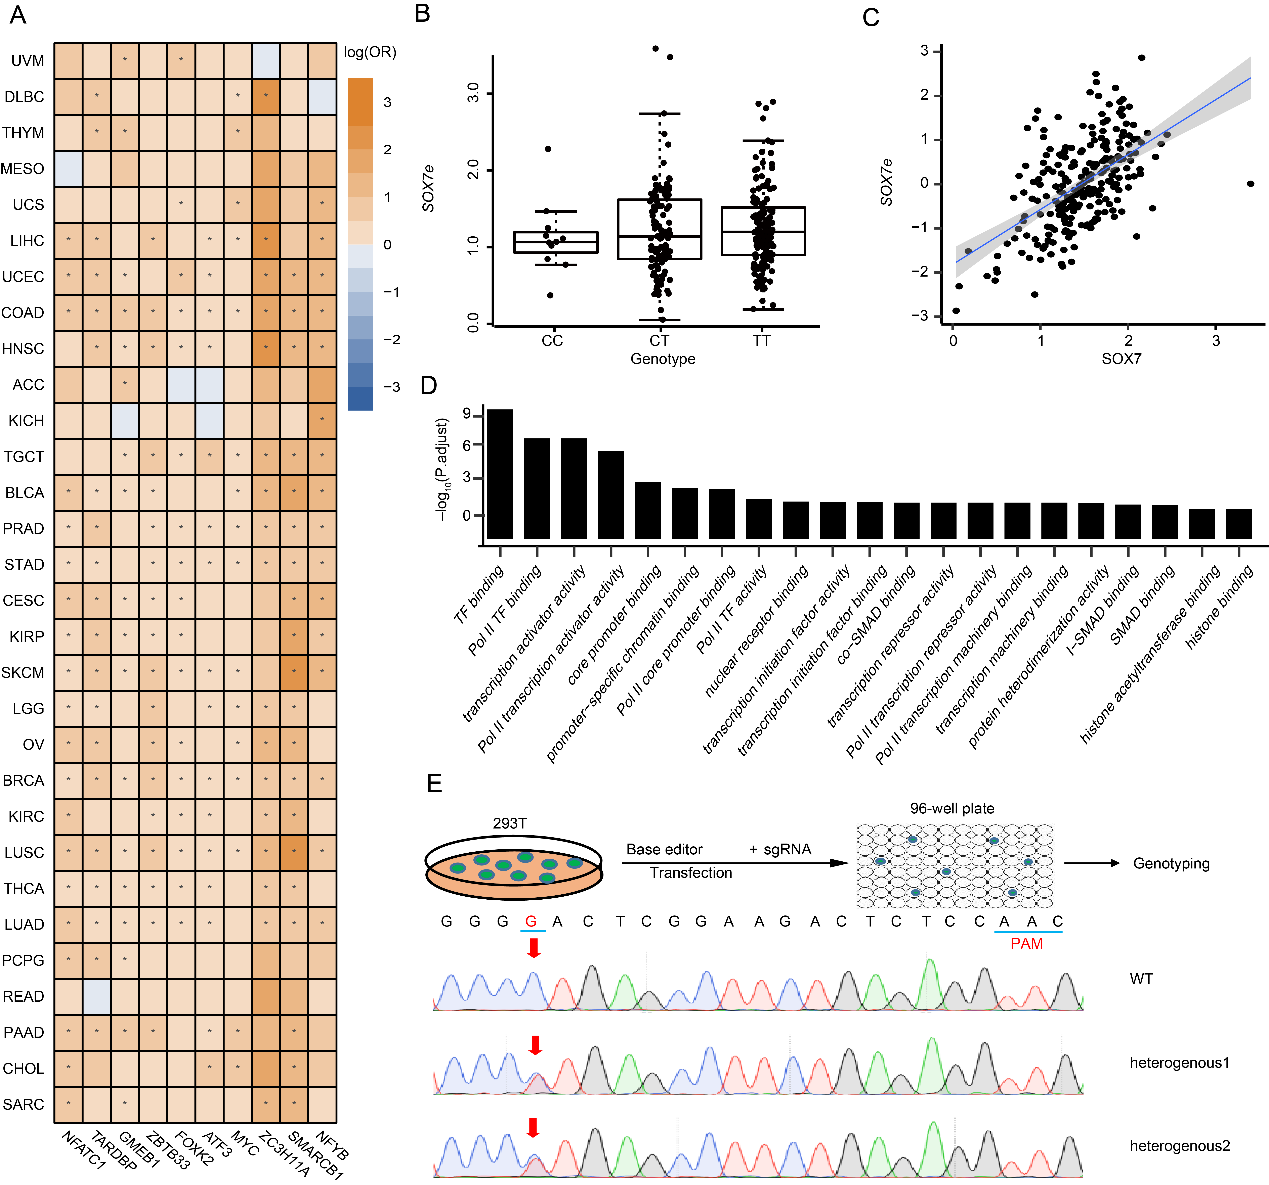 A
log(OR)
3
2
1
0
−1
−2
−3
UVM
DLBC
THYM
MESO
UCS
LIHC
UCEC
COAD
HNSC
ACC
KICH
TGCT
BLCA
PRAD
STAD
CESC
KIRP
SKCM
LGG
OV
BRCA
KIRC
LUSC
THCA
LUAD
PCPG
READ
PAAD
CHOL
SARC
NFATC1
TARDBP
GMEB1
ZBTB33
FOXK2
ATF3
MYC
ZC3H11A
SMARCB1
NFYB
B
SOX7e
3.0
2.0
1.0
0.0
CC
CT
TT
Genotype
C
SOX7e
3
2
1
0
−1
−2
−3
0
1
2
3
SOX7
D
−log10(P.adjust)
9
6
3
0
TF binding
Pol II TF binding
transcription activator activity
Pol II transcription activator activity
core promoter binding
promoter−specific chromatin binding
Pol II core promoter binding
Pol II TF activity
nuclear receptor binding
transcription initiation factor activity
transcription initiation factor binding
co−SMAD binding
transcription repressor activity
Pol II transcription repressor activity
Pol II transcription machinery binding
transcription machinery binding
protein heterodimerization activity
I−SMAD binding
SMAD binding
histone acetyltransferase binding
histone binding
E
293T
Base editor + sgRNA
Transfection
96-well plate
Genotyping
G G G G A C T C G G A A G A C T C T C C A A C
PAM
WT
heterogenous1
heterogenous2